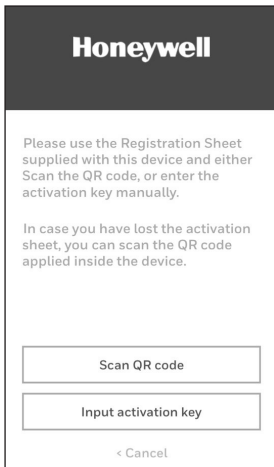 Honeywell
Please use the Registration Sheet
supplied with this device and either
Scan the QR code, or enter the
activation key manually.
In case you have lost the activation
sheet, you can scan the QR code
applied inside the device.
Scan QR code
Input activation key
< Cancel